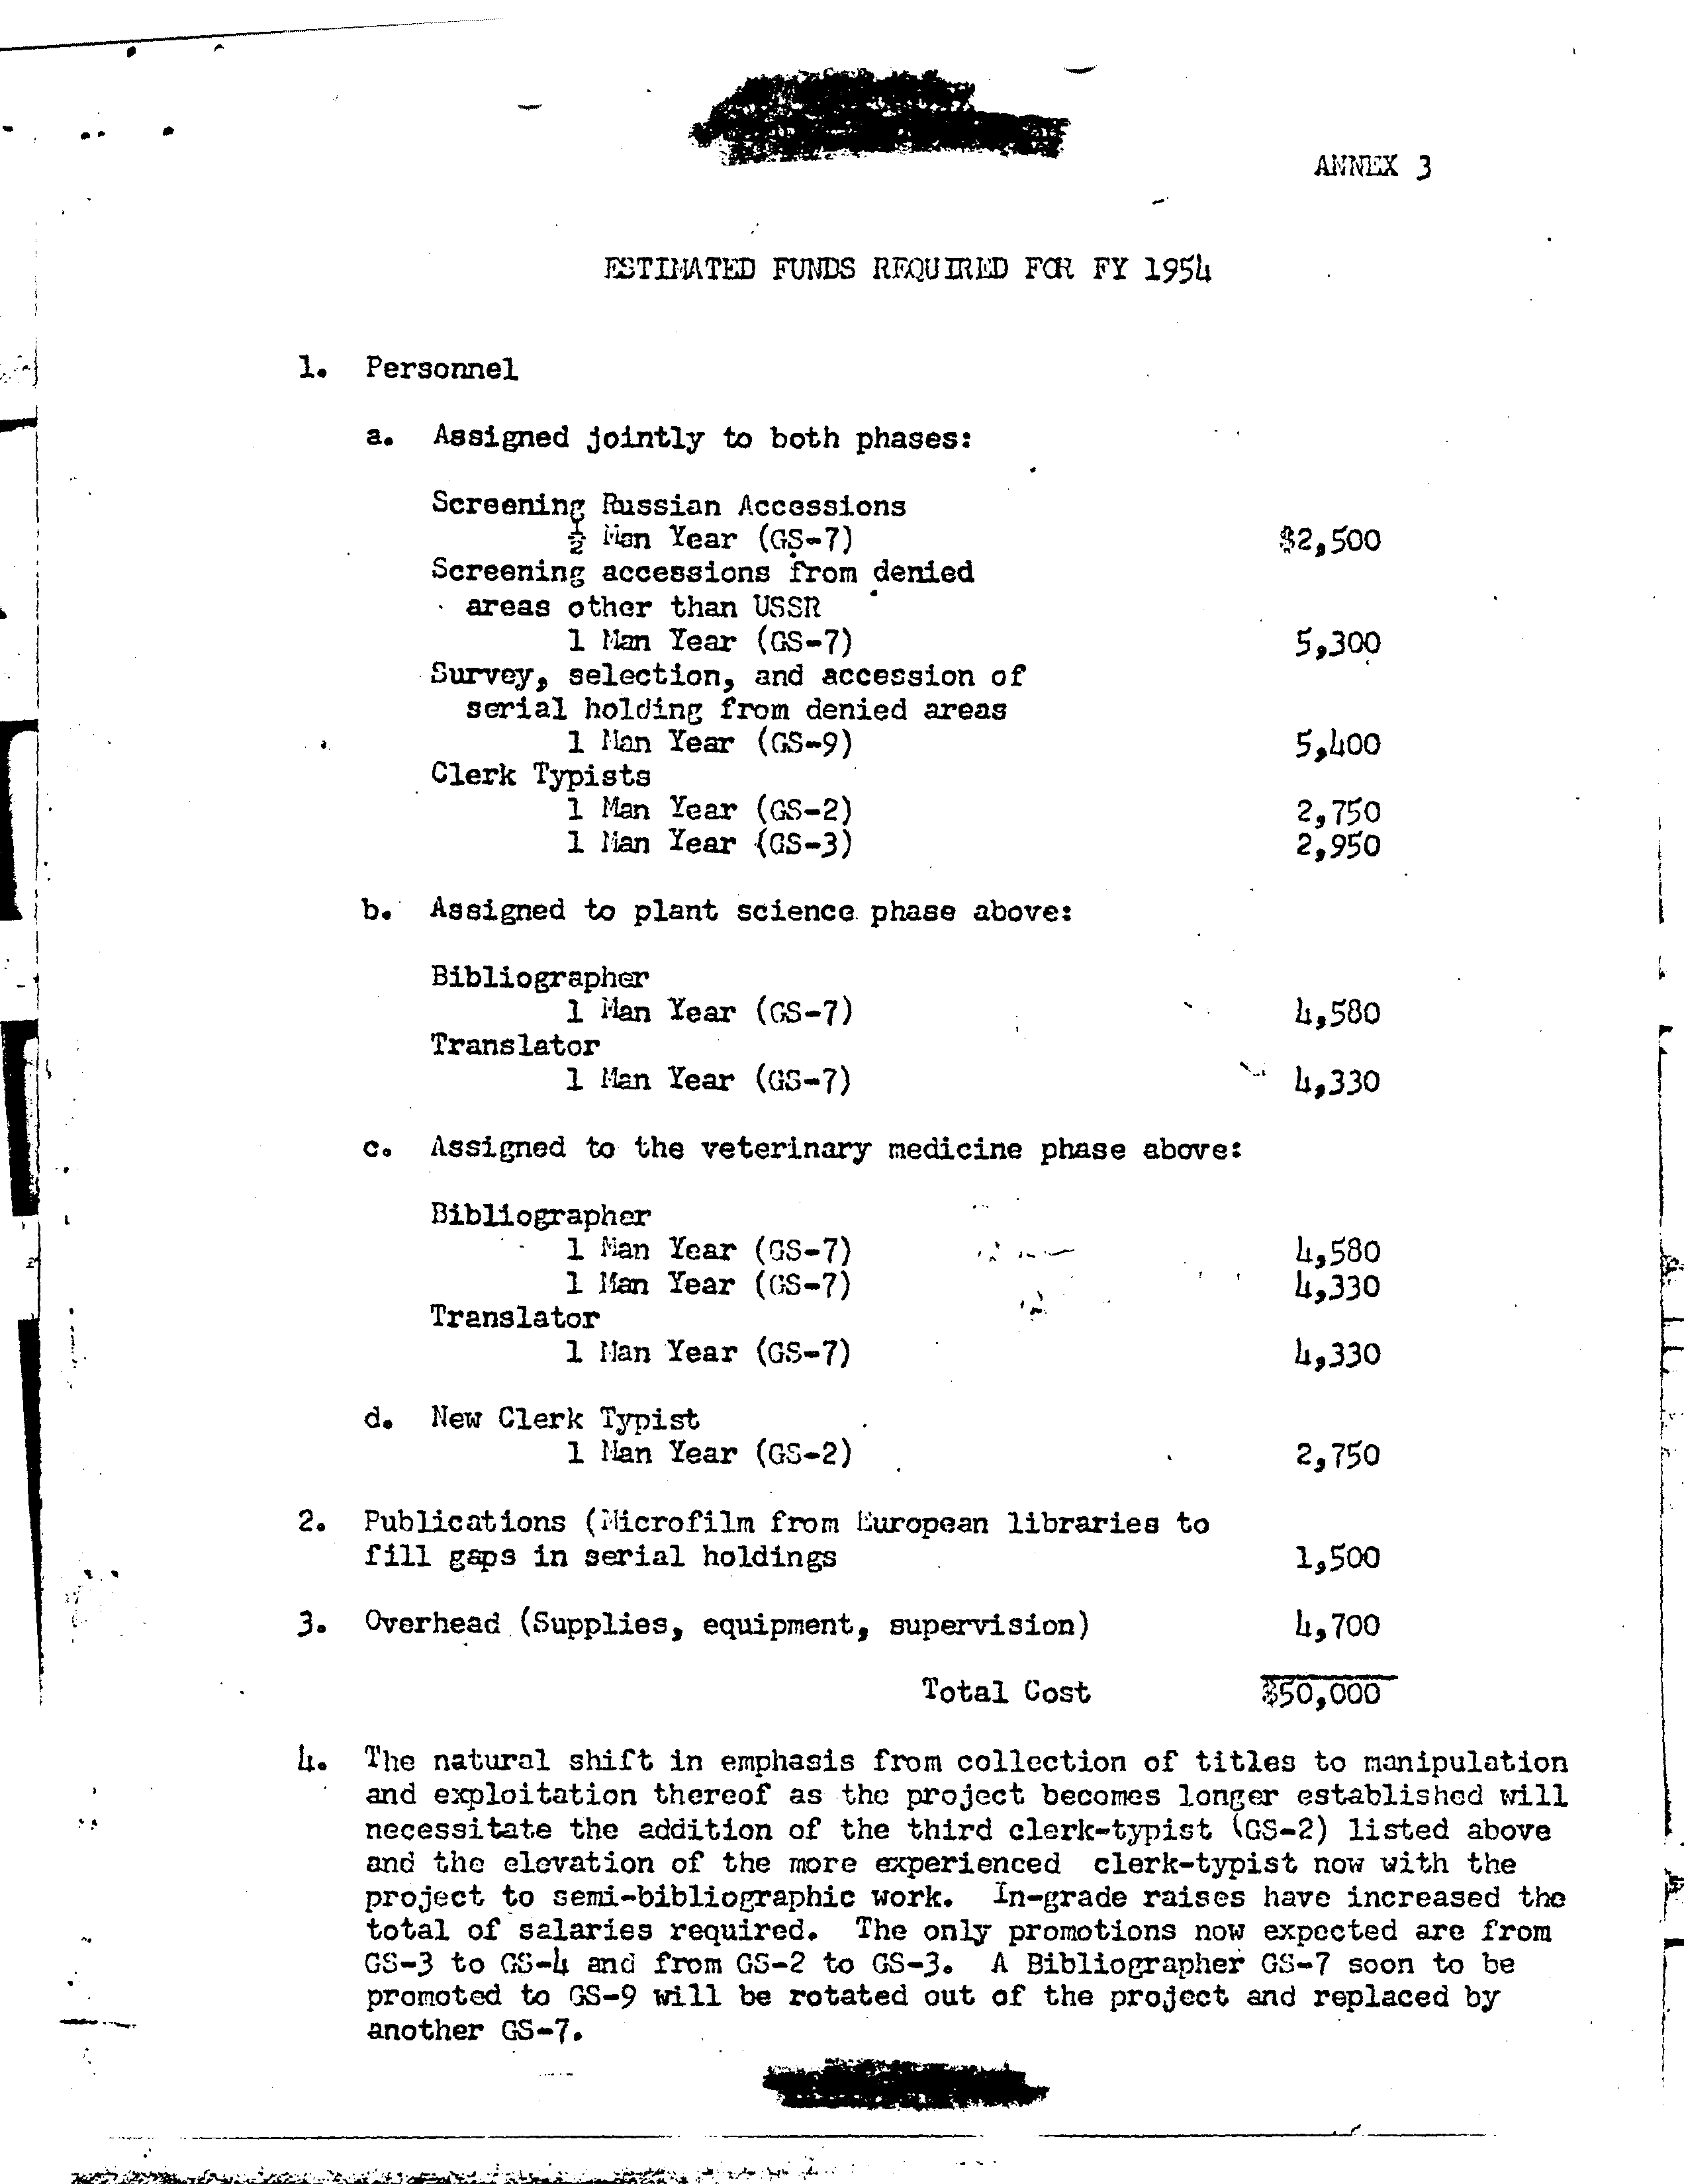 ANNEX 3
ESTIMATED FUNDS REQUIRED FOR FY 1954
1. Personnel
a. Assigned jointly to both phases:
Screening Russian Accessions
½ Man Year (GS-7) $2,500
Screening accessions from denied
areas other than USSR
1 Man Year (GS-7) 5,300
Survey, selection, and accession of
serial holding from denied areas
1 Man Year (GS-9) 5,400
Clerk Typists
1 Man Year (GS-2) 2,750
1 Man Year (GS-3) 2,950
b. Assigned to plant science phase above:
Bibliographer
1 Man Year (GS-7) 4,580
Translator
1 Man Year (GS-7) 4,330
c. Assigned to the veterinary medicine phase above:
Bibliographer
1 Man Year (GS-7) 4,580
1 Man Year (GS-7) 4,330
Translator
1 Man Year (GS-7) 4,330
d. New Clerk Typist
1 Man Year (GS-2) 2,750
2. Publications (Microfilm from European libraries to
fill gaps in serial holdings 1,500
3. Overhead (Supplies, equipment, supervision) 4,700
Total Cost $50,000
4. The natural shift in emphasis from collection of titles to manipulation
and exploitation thereof as the project becomes longer established will
necessitate the addition of the third clerk-typist (GS-2) listed above
and the elevation of the more experienced clerk-typist now with the
project to semi-bibliographic work. In-grade raises have increased the
total of salaries required. The only promotions now expected are from
GS-3 to GS-4 and from GS-2 to GS-3. A Bibliographer GS-7 soon to be
promoted to GS-9 will be rotated out of the project and replaced by
another GS-7.